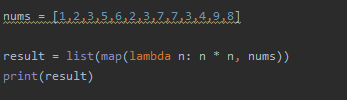 nums = [1,2,3,5,6,2,3,7,7,3,4,9,8]
result = list(map(lambda n: n * n, nums))
print(result)